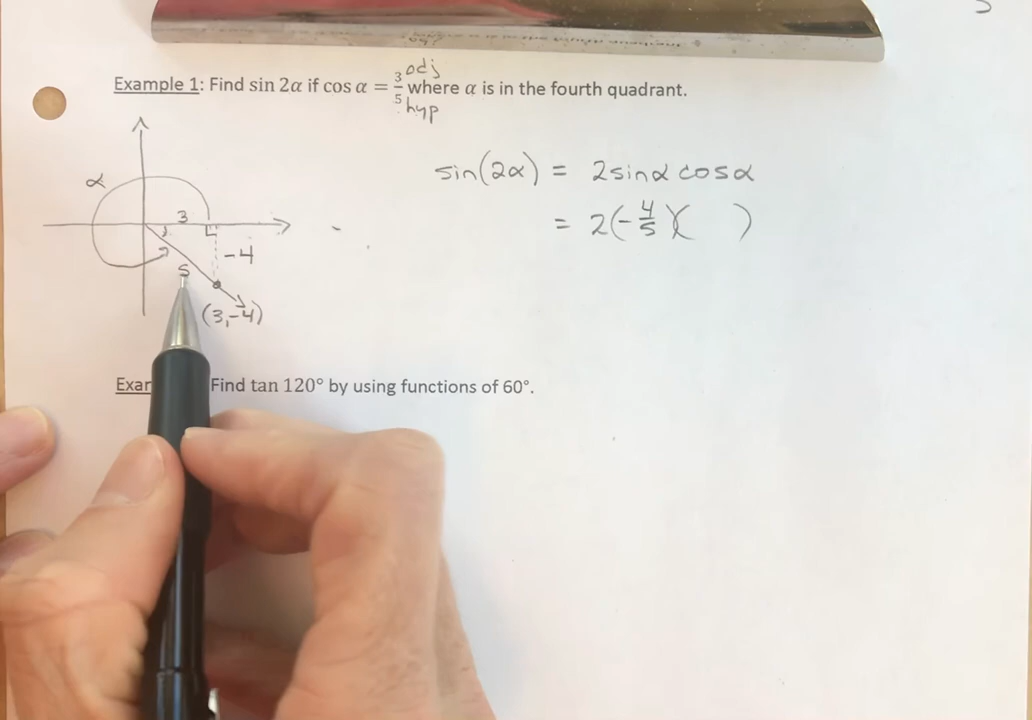 Example 1: Find sin 2α if cos α = 3/5 where α is in the fourth quadrant.
adj
hyp
α
3
-4
5
(3,-4)
sin(2α) = 2sinα cosα
= 2(-4/5)( )
Find tan 120° by using functions of 60°.